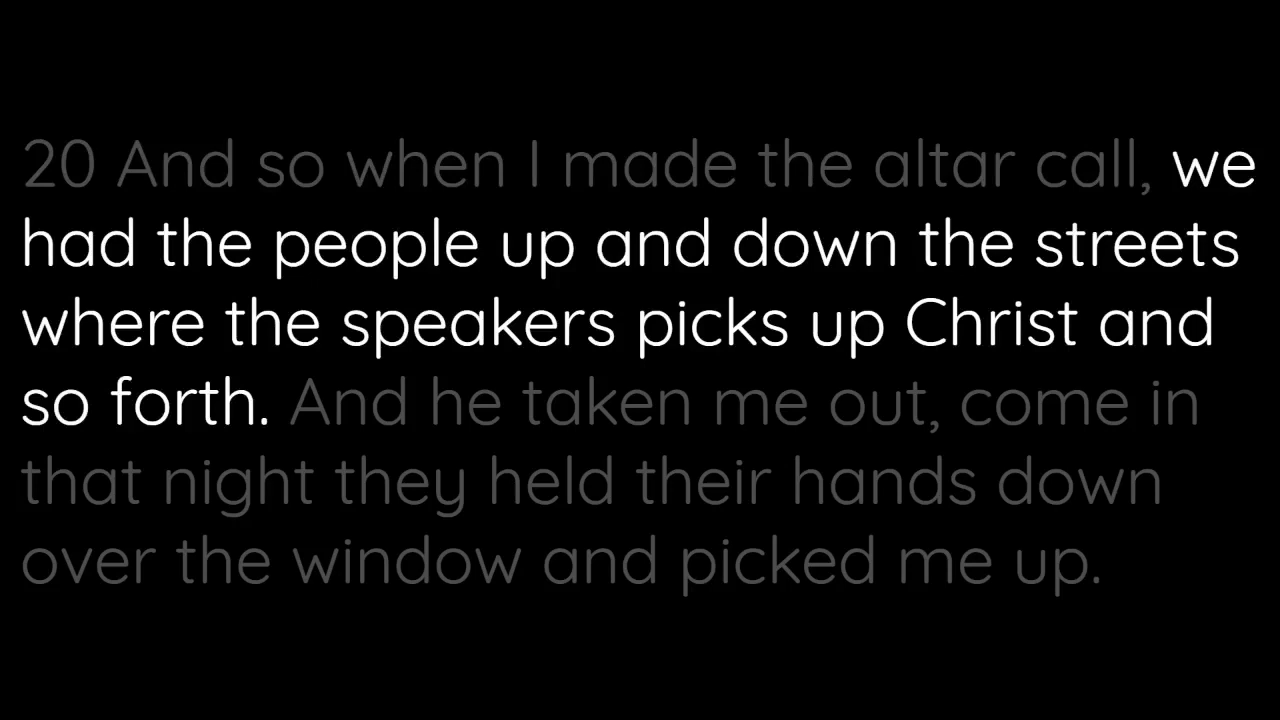 20 And so when I made the altar call, we
had the people up and down the streets
where the speakers picks up Christ and
so forth. And he taken me out, come in
that night they held their hands down
over the window and picked me up.